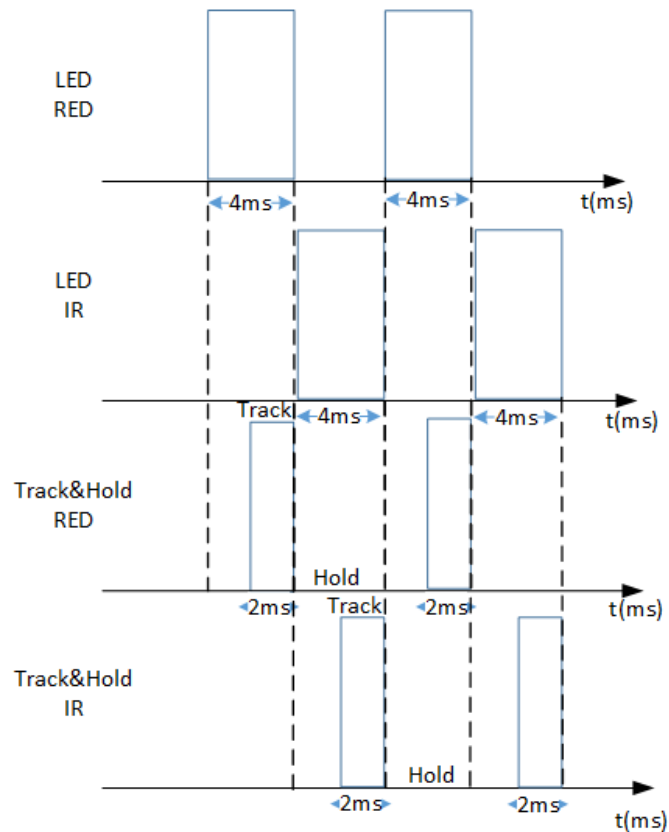 LED
RED
4ms
4ms
t(ms)
LED
IR
Track
4ms
4ms
t(ms)
Track&Hold
RED
Hold
2ms
Track
2ms
t(ms)
Track&Hold
IR
Hold
2ms
2ms
t(ms)